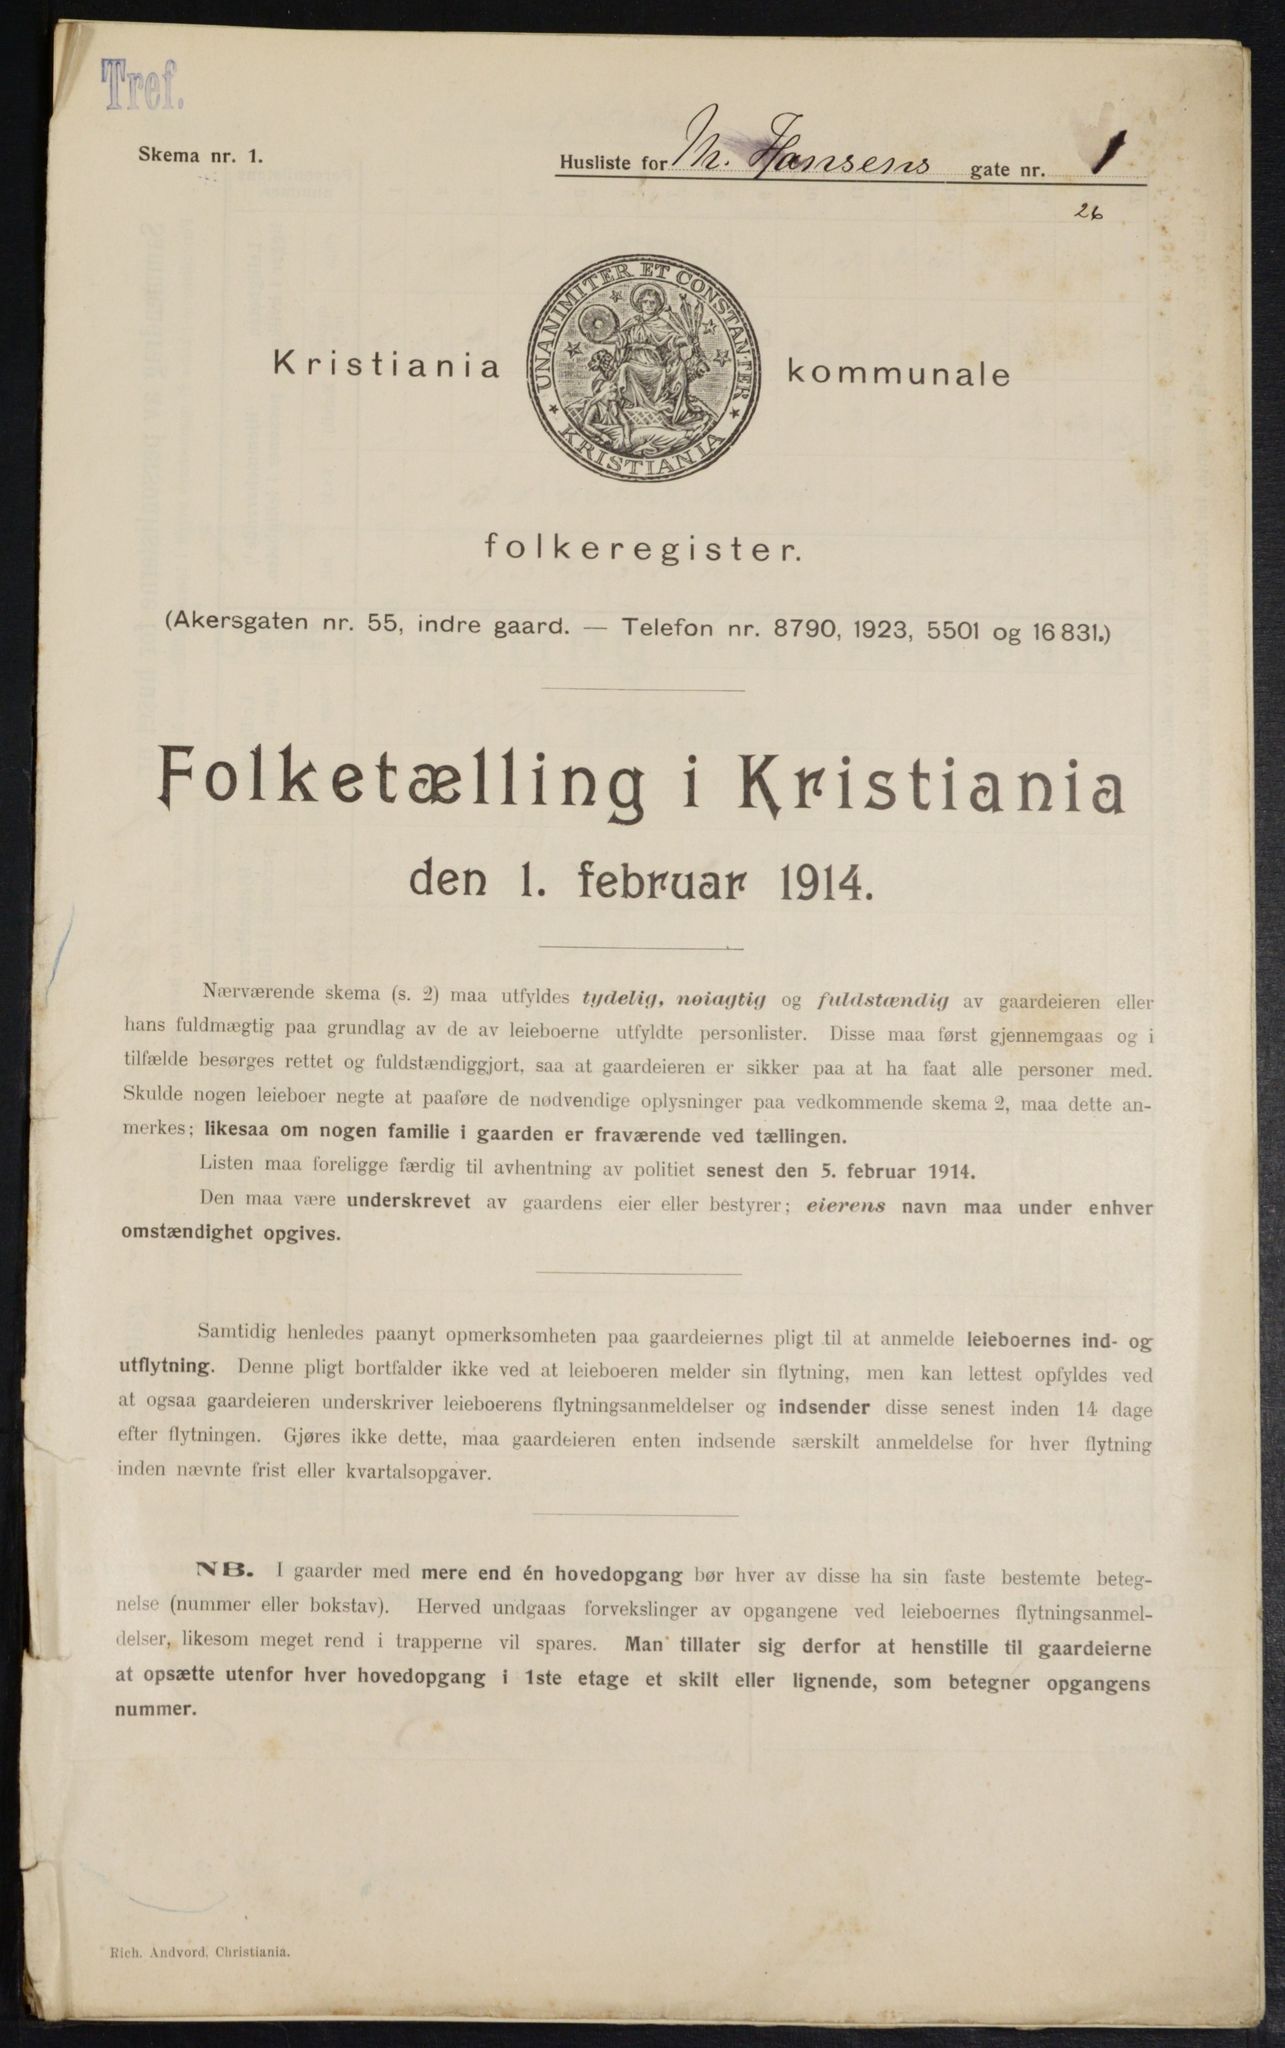 Tref.
Skema nr. 1.
Husliste for M. Hansens gate nr. 1
26
Kristiania kommunale
UNANIMITER ET CONSTANTER
KRISTIANIA
folkeregister.
(Akersgaten nr. 55, indre gaard. — Telefon nr. 8790, 1923, 5501 og 16 831.)
Folketælling i Kristiania
den 1. februar 1914.
Nærværende skema (s. 2) maa utfyldes tydelig, nøiagtig og fuldstændig av gaardeieren eller
hans fuldmægtig paa grundlag av de av leieboerne utfyldte personlister. Disse maa først gjennemgaas og i
tilfælde besørges rettet og fuldstændiggjort, saa at gaardeieren er sikker paa at ha faat alle personer med.
Skulde nogen leieboer negte at paaføre de nødvendige oplysninger paa vedkommende skema 2, maa dette an-
merkes; likesaa om nogen familie i gaarden er fraværende ved tællingen.
Listen maa foreligge færdig til avhentning av politiet senest den 5. februar 1914.
Den maa være underskrevet av gaardens eier eller bestyrer; eierens navn maa under enhver
omstændighet opgives.
Samtidig henledes paanyt opmerksomheten paa gaardeiernes pligt til at anmelde leieboernes ind- og
utflytning. Denne pligt bortfalder ikke ved at leieboeren melder sin flytning, men kan lettest opfyldes ved
at ogsaa gaardeieren underskriver leieboerens flytningsanmeldelser og indsender disse senest inden 14 dage
efter flytningen. Gjøres ikke dette, maa gaardeieren enten indsende særskilt anmeldelse for hver flytning
inden nævnte frist eller kvartalsopgaver.
NB. I gaarder med mere end én hovedopgang bør hver av disse ha sin faste bestemte beteg-
nelse (nummer eller bokstav). Herved undgaas forvekslinger av opgangene ved leieboernes flytningsanmel-
delser, likesom meget rend i trapperne vil spares. Man tillater sig derfor at henstille til gaardeierne
at opsætte utenfor hver hovedopgang i 1ste etage et skilt eller lignende, som betegner opgangens
nummer.
Rich. Andvord, Christiania.